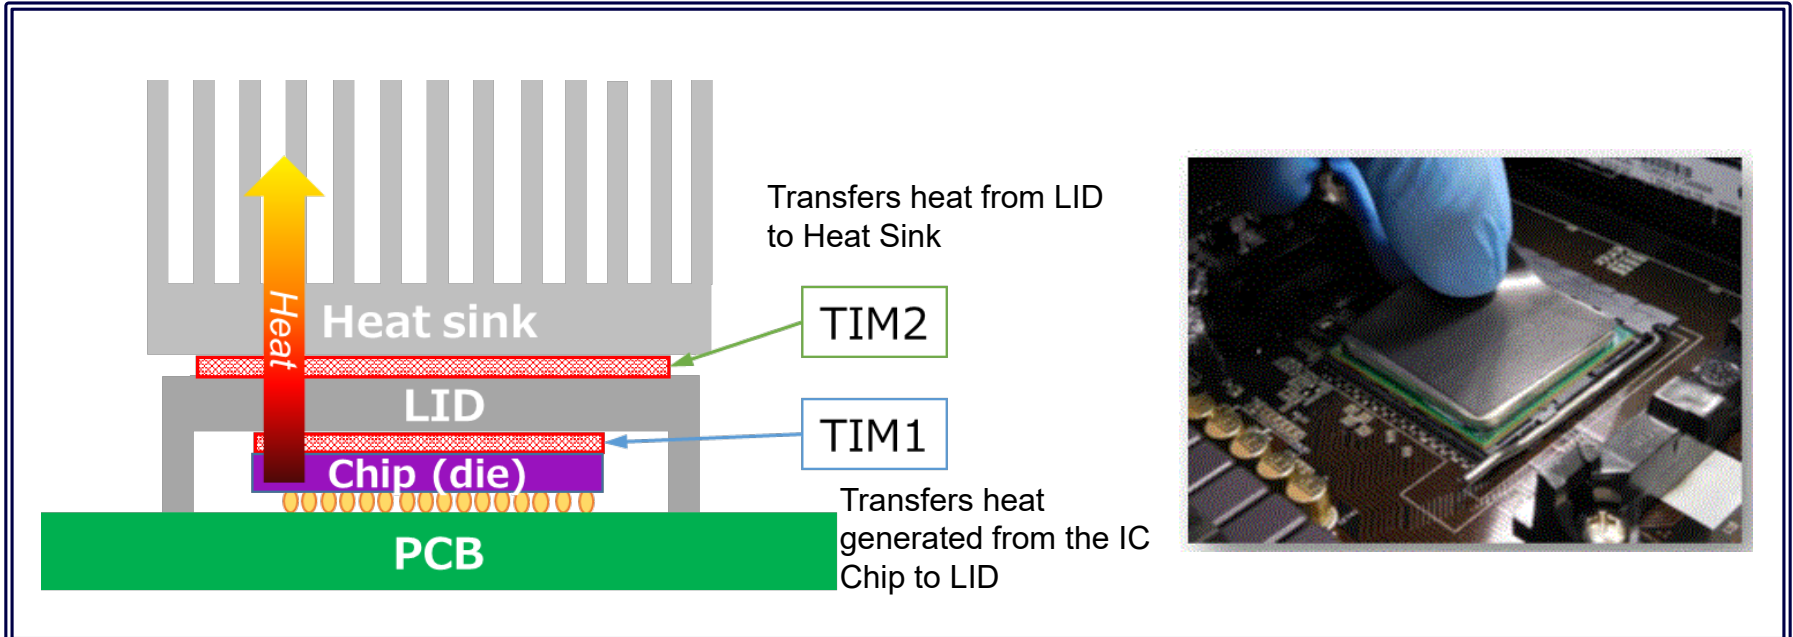 Transfers heat from LID
to Heat Sink
Heat
Heat sink
TIM2
LID
TIM1
Chip (die)
Transfers heat
generated from the IC
Chip to LID
PCB